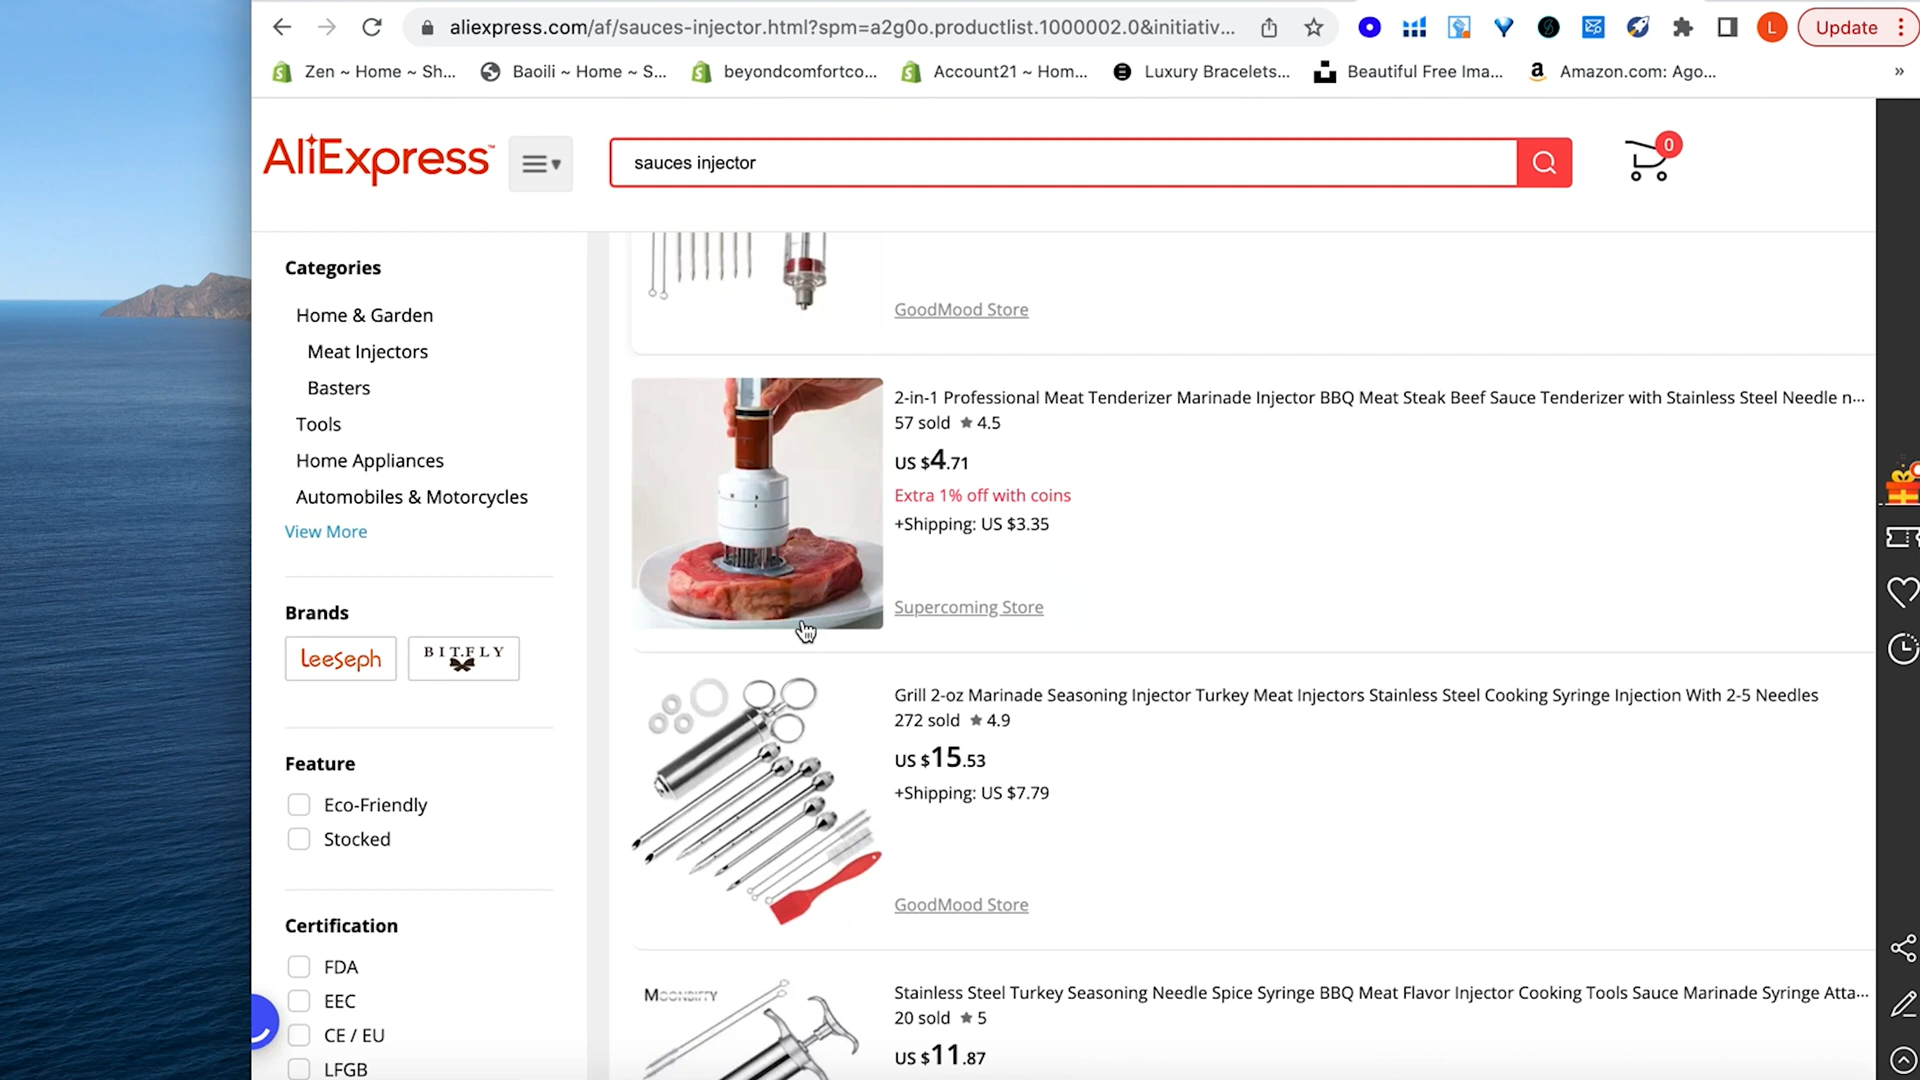 aliexpress.com/af/sauces-injector.html?spm=a2g0o.productlist.1000002.0&initiativ...
L
Update
Zen ~ Home ~ Sh...
Baoili ~ Home ~ S...
beyondcomfortco...
Account21 ~ Hom...
Luxury Bracelets...
Beautiful Free Ima...
Amazon.com: Ago...
»
AliExpress
sauces injector
0
Categories
Home & Garden
Meat Injectors
Basters
Tools
Home Appliances
Automobiles & Motorcycles
View More
Brands
LeeSeph
BIT.FLY
Feature
Eco-Friendly
Stocked
Certification
FDA
EEC
CE / EU
LFGB
GoodMood Store
2-in-1 Professional Meat Tenderizer Marinade Injector BBQ Meat Steak Beef Sauce Tenderizer with Stainless Steel Needle n...
57 sold ★ 4.5
US $4.71
Extra 1% off with coins
+Shipping: US $3.35
Supercoming Store
Grill 2-oz Marinade Seasoning Injector Turkey Meat Injectors Stainless Steel Cooking Syringe Injection With 2-5 Needles
272 sold ★ 4.9
US $15.53
+Shipping: US $7.79
GoodMood Store
MOONBIFFY
Stainless Steel Turkey Seasoning Needle Spice Syringe BBQ Meat Flavor Injector Cooking Tools Sauce Marinade Syringe Atta...
20 sold ★ 5
US $11.87